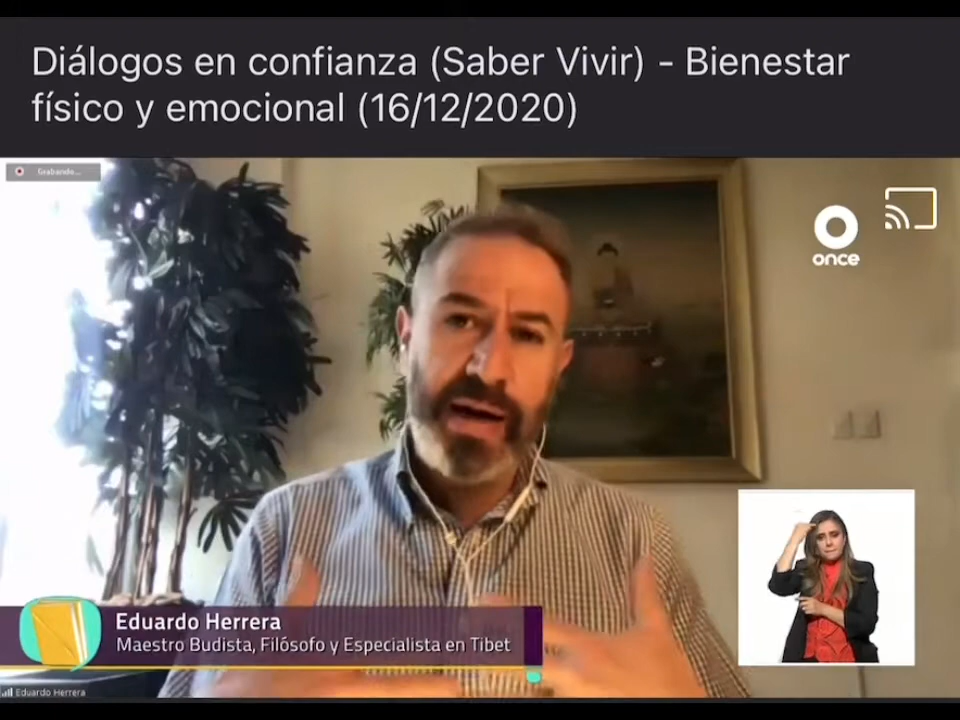 Diálogos en confianza (Saber Vivir) - Bienestar
físico y emocional (16/12/2020)
Grabando...
once
Eduardo Herrera
Maestro Budista, Filósofo y Especialista en Tibet
Eduardo Herrera